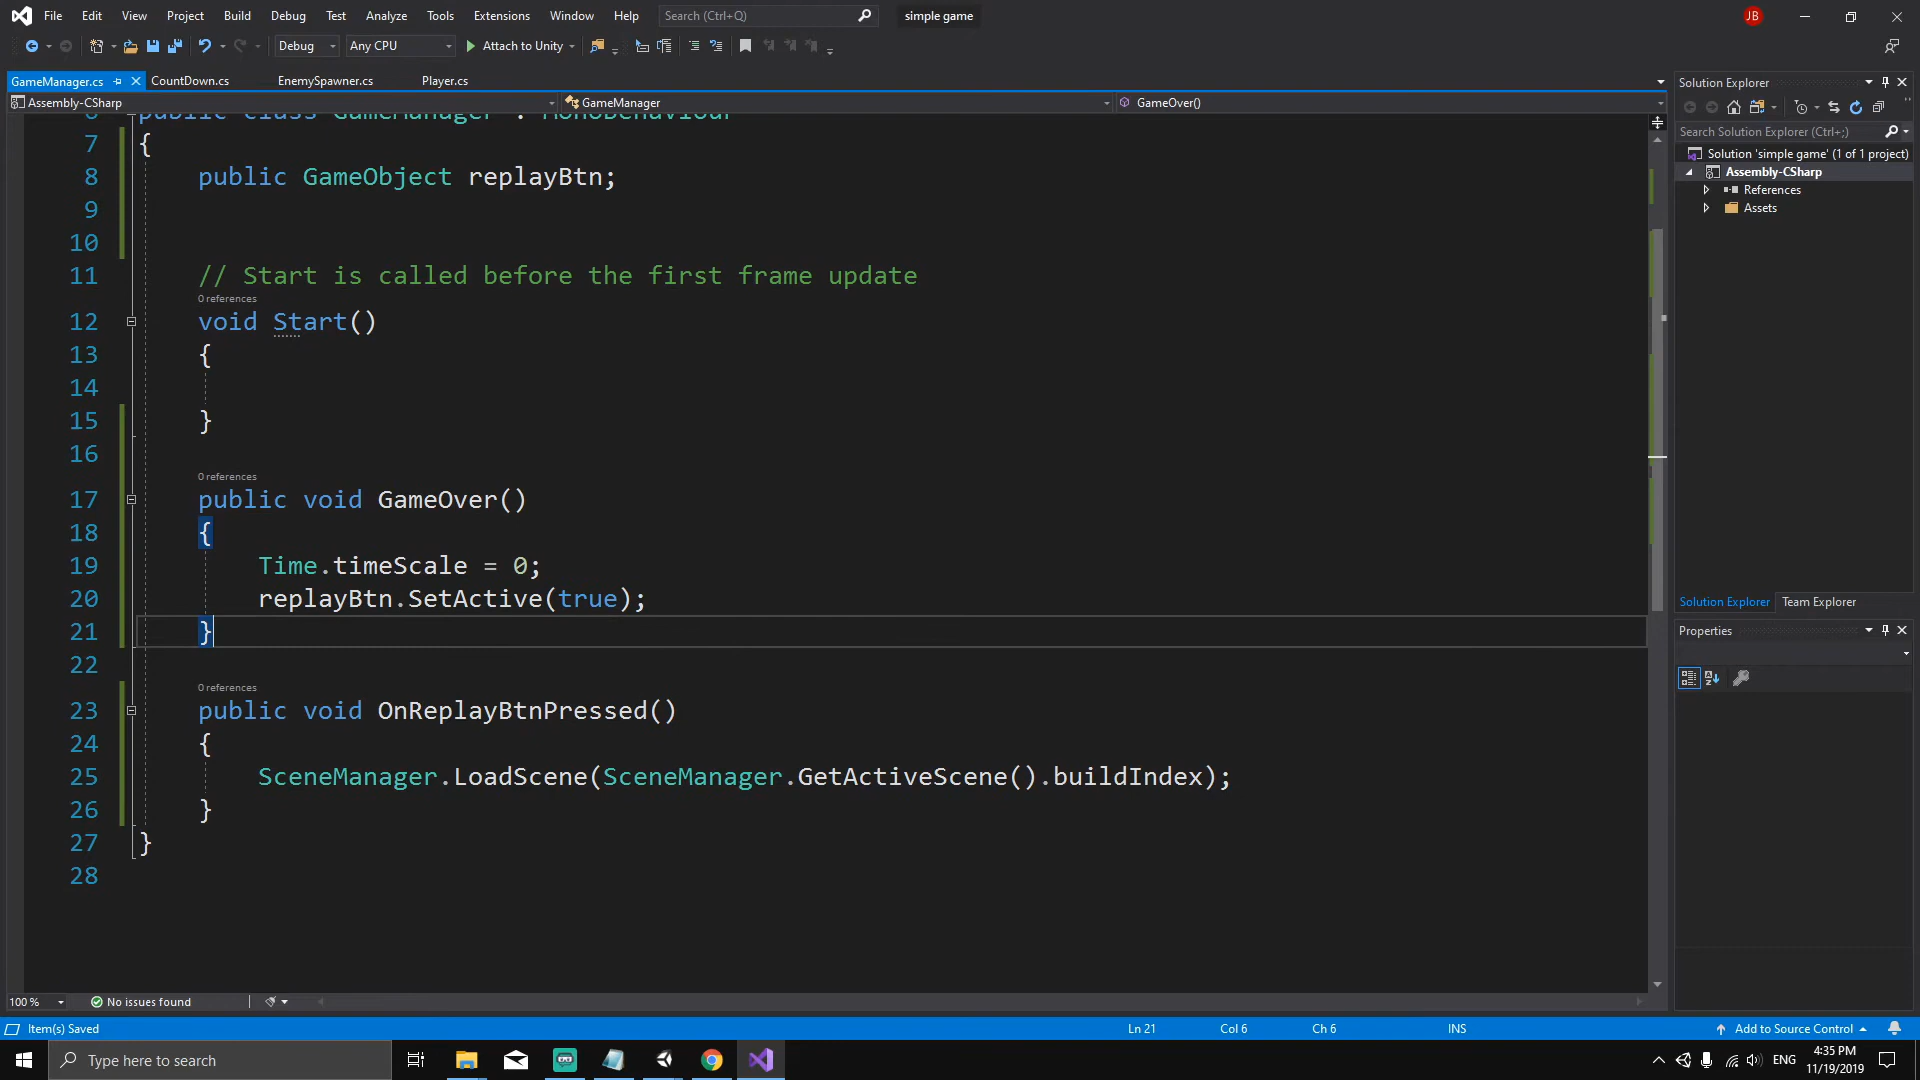 File Edit View Project Build Debug Test Analyze Tools Extensions Window Help Search (Ctrl+Q) simple game JB
Debug Any CPU Attach to Unity
GameManager.cs CountDown.cs EnemySpawner.cs Player.cs
Assembly-CSharp GameManager GameOver()
6 public class GameManager : MonoBehaviour
7 {
8 public GameObject replayBtn;
9
10
11 // Start is called before the first frame update
0 references
12 void Start()
13 {
14
15 }
16
0 references
17 public void GameOver()
18 {
19 Time.timeScale = 0;
20 replayBtn.SetActive(true);
21 }
22
0 references
23 public void OnReplayBtnPressed()
24 {
25 SceneManager.LoadScene(SceneManager.GetActiveScene().buildIndex);
26 }
27 }
28
100 % No issues found
Solution Explorer
Search Solution Explorer (Ctrl+;)
Solution 'simple game' (1 of 1 project)
Assembly-CSharp
References
Assets
Solution Explorer Team Explorer
Properties
Item(s) Saved Ln 21 Col 6 Ch 6 INS Add to Source Control
Type here to search ENG 4:35 PM
11/19/2019